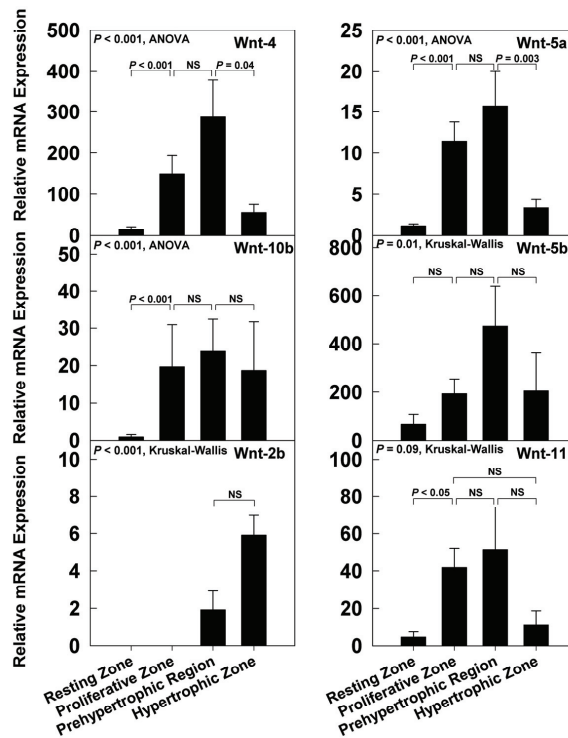 Relative mRNA Expression
500
400
300
200
100
0
P < 0.001, ANOVA
Wnt-4
P < 0.001
NS
P = 0.04
25
20
15
10
5
0
P < 0.001, ANOVA
Wnt-5a
P < 0.001
NS
P = 0.003
Relative mRNA Expression
50
40
30
20
10
0
P < 0.001, ANOVA
Wnt-10b
P < 0.001
NS
NS
800
600
400
200
0
P = 0.01, Kruskal-Wallis
Wnt-5b
NS
NS
NS
Relative mRNA Expression
6
4
2
0
P < 0.001, Kruskal-Wallis
Wnt-2b
NS
100
80
60
40
20
0
P = 0.09, Kruskal-Wallis
Wnt-11
NS
P < 0.05
NS
NS
Resting Zone
Proliferative Zone
Prehypertrophic Region
Hypertrophic Zone
Resting Zone
Proliferative Zone
Prehypertrophic Region
Hypertrophic Zone